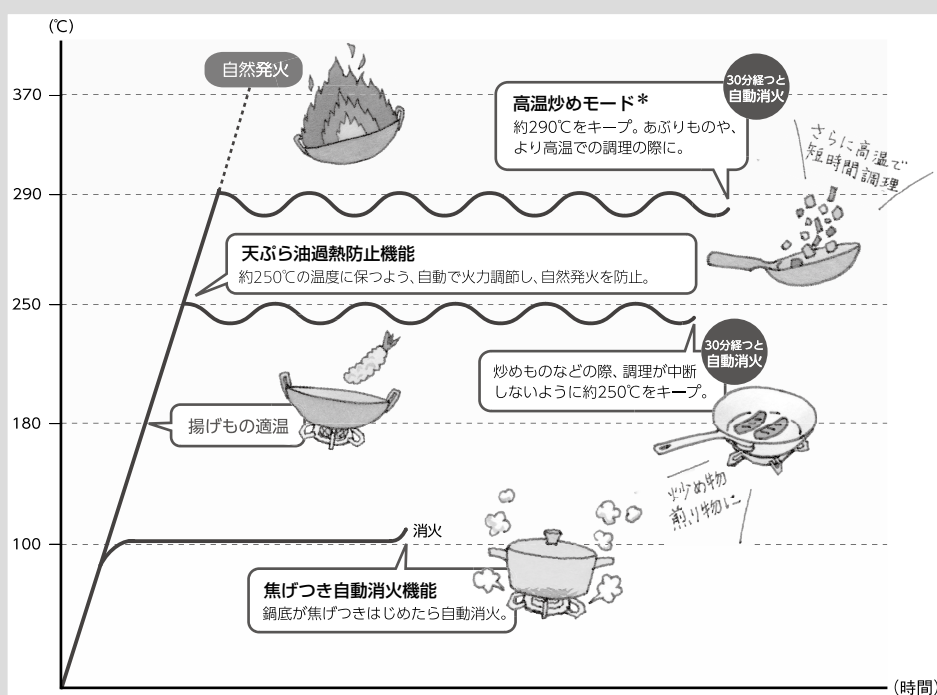 (℃)
自然発火
370
30分経つと
自動消火
高温炒めモード＊
約290℃をキープ。あぶりものや、
より高温での調理の際に。
さらに高温で
短時間調理
290
天ぷら油過熱防止機能
約250℃の温度に保つよう、自動で火力調節し、自然発火を防止。
250
30分経つと
自動消火
炒めものなどの際、調理が中断
しないように約250℃をキープ。
180
揚げもの適温
炒め物
煎り物に
消火
100
焦げつき自動消火機能
鍋底が焦げつきはじめたら自動消火。
(時間)